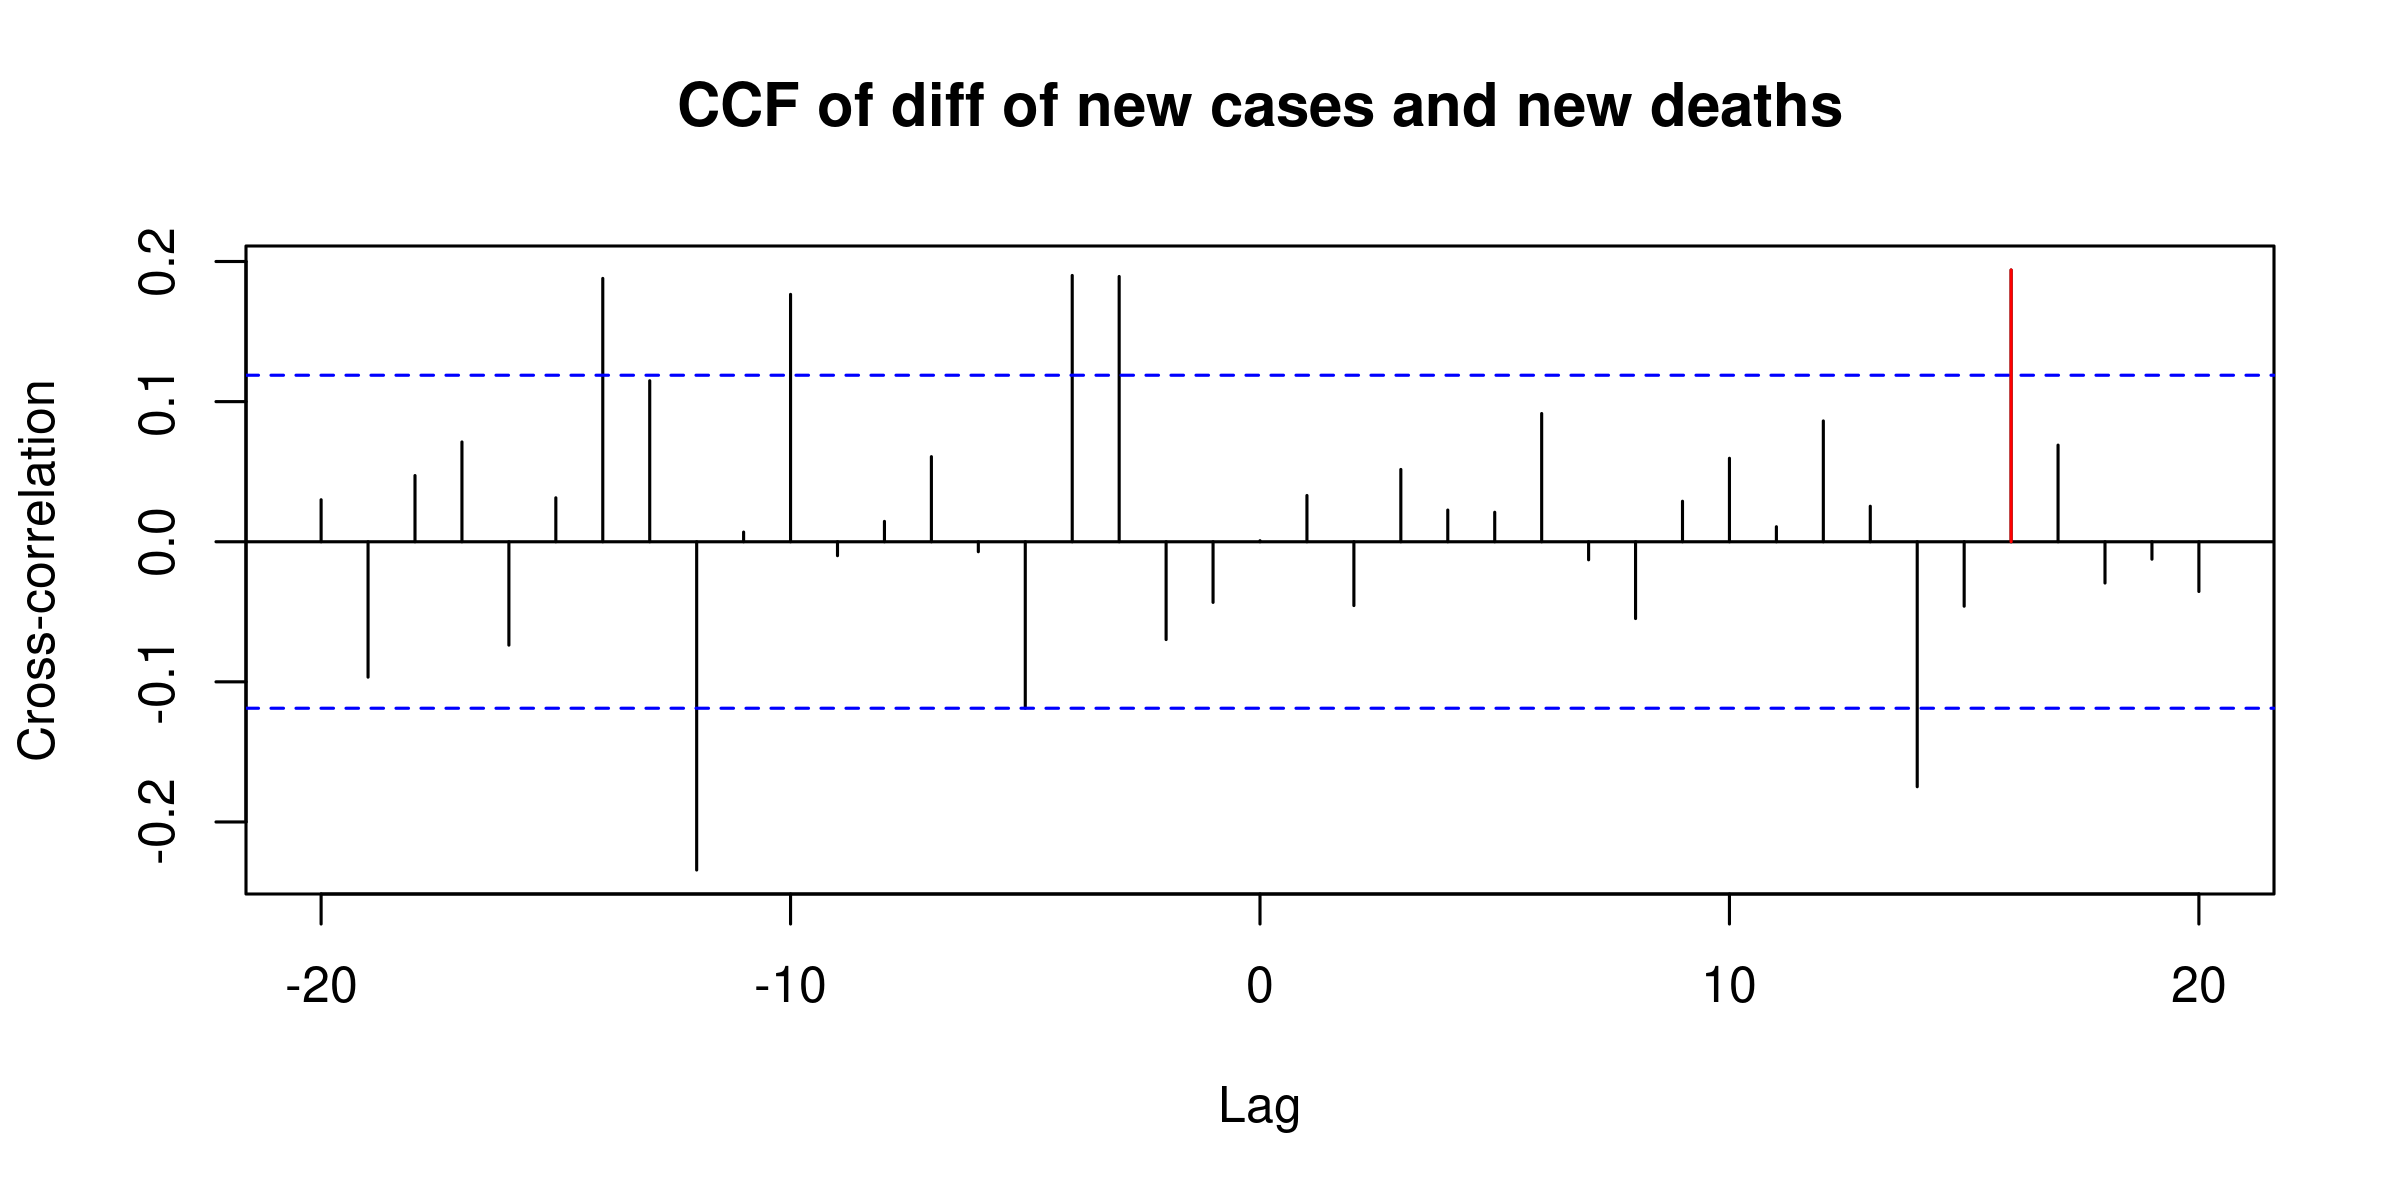 CCF of diff of new cases and new deaths
Cross-correlation
0.2
0.1
0.0
-0.1
-0.2
-20 -10 0 10 20
Lag